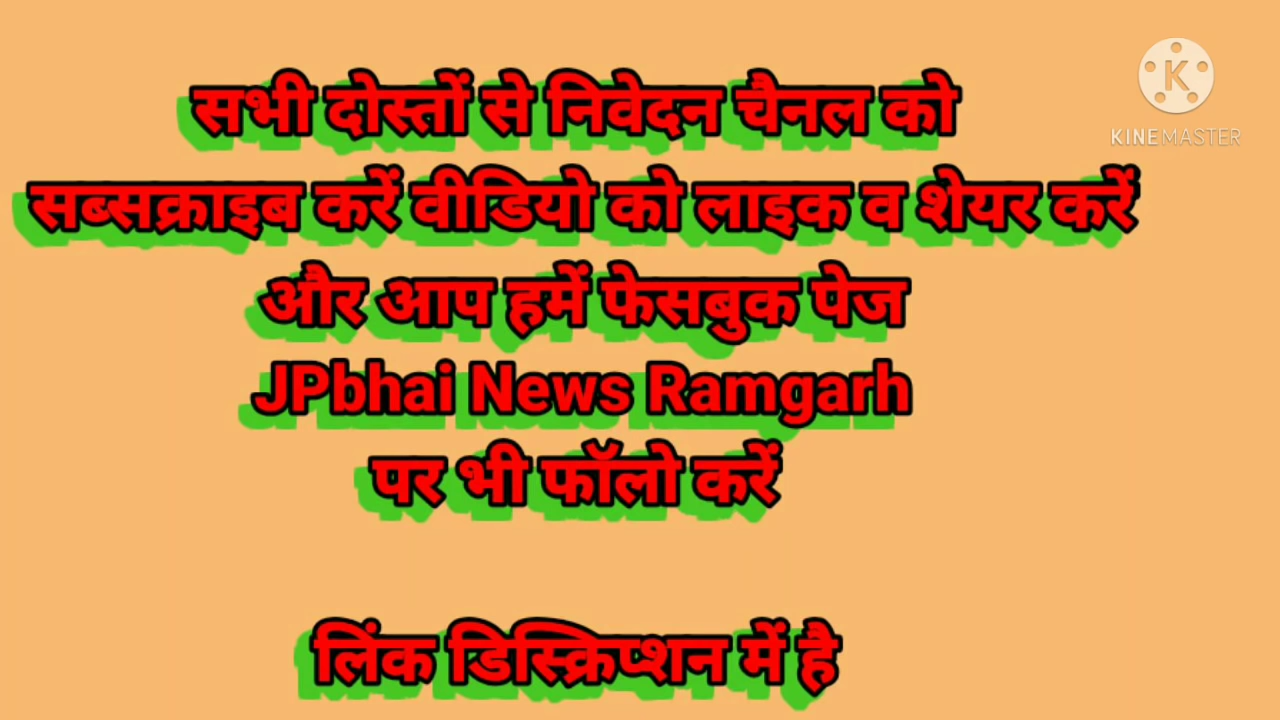 सभी दोस्तों से निवेदन चैनल को
सब्सक्राइब करें वीडियो को लाइक व शेयर करें
और आप हमें फेसबुक पेज
JPbhai News Ramgarh
पर भी फॉलो करें
लिंक डिस्क्रिप्शन में है
K
KINEMASTER